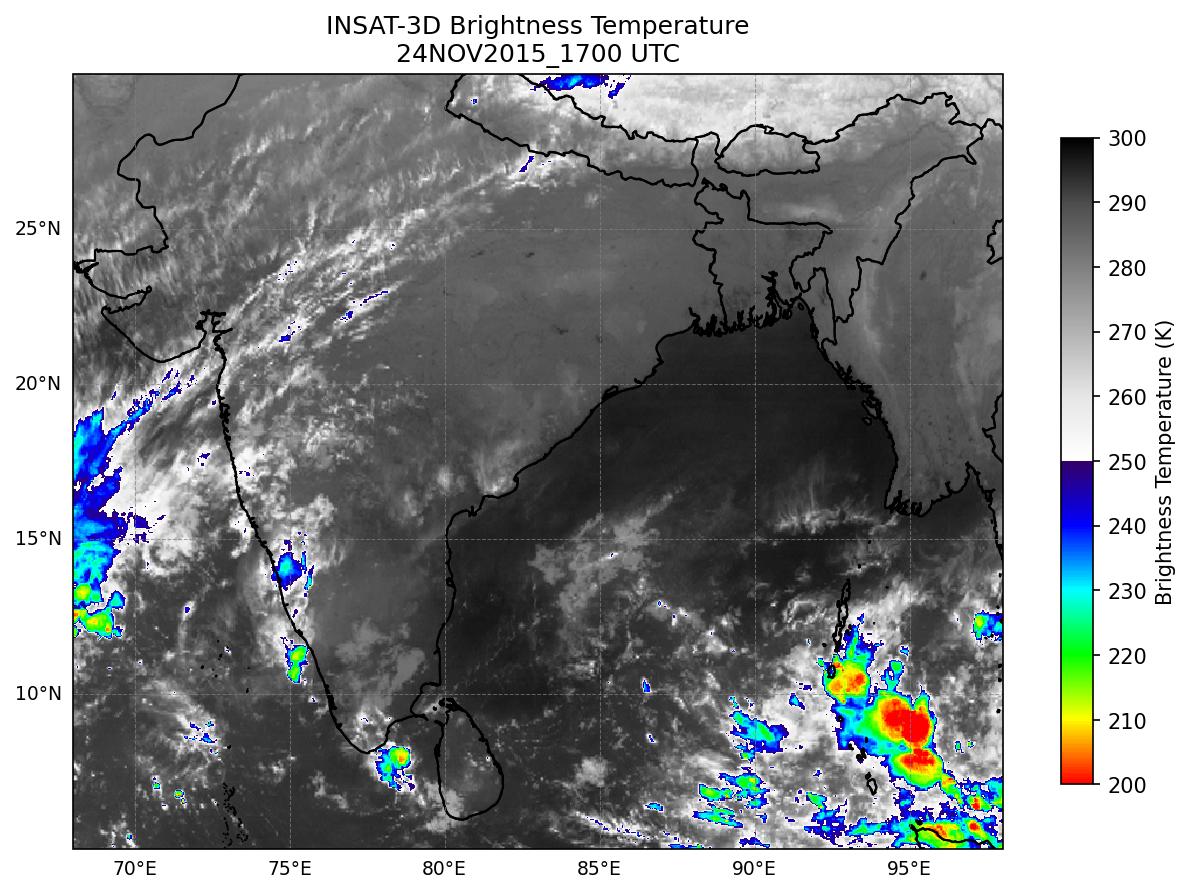 INSAT-3D Brightness Temperature
24NOV2015_1700 UTC
25°N
20°N
15°N
10°N
70°E
75°E
80°E
85°E
90°E
95°E
300
290
280
270
260
250
240
230
220
210
200
Brightness Temperature (K)